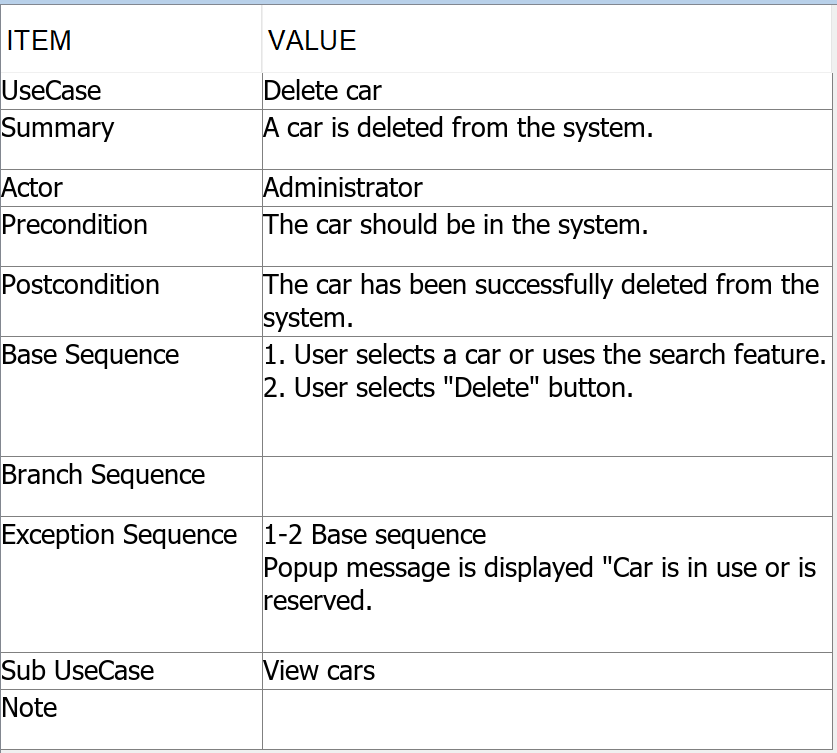 ITEM VALUE
UseCase Delete car
Summary A car is deleted from the system.
Actor Administrator
Precondition The car should be in the system.
Postcondition The car has been successfully deleted from the
system.
Base Sequence 1. User selects a car or uses the search feature.
2. User selects "Delete" button.
Branch Sequence
Exception Sequence 1-2 Base sequence
Popup message is displayed "Car is in use or is
reserved.
Sub UseCase View cars
Note